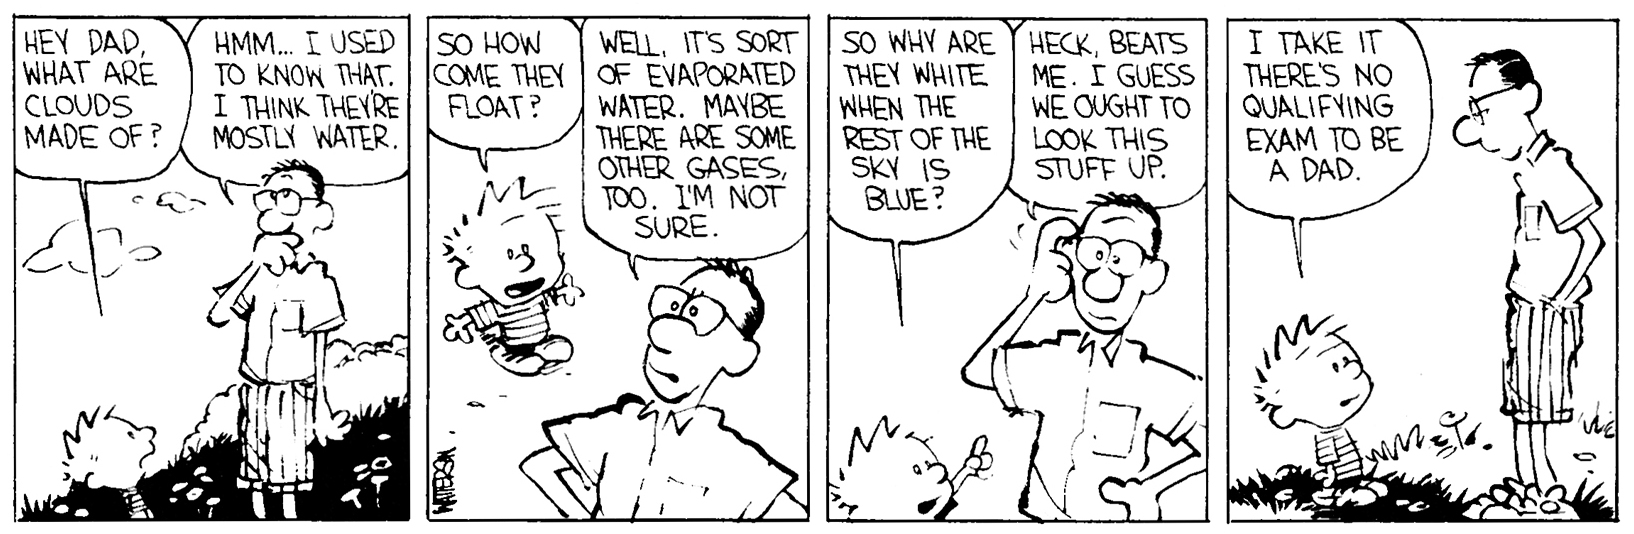 HEY DAD,
WHAT ARE
CLOUDS
MADE OF?
HMM... I USED
TO KNOW THAT.
I THINK THEY'RE
MOSTLY WATER.
SO HOW
COME THEY
FLOAT?
WELL, IT'S SORT
OF EVAPORATED
WATER. MAYBE
THERE ARE SOME
OTHER GASES,
TOO. I'M NOT
SURE.
WATERSON
SO WHY ARE
THEY WHITE
WHEN THE
REST OF THE
SKY IS
BLUE?
HECK, BEATS
ME. I GUESS
WE OUGHT TO
LOOK THIS
STUFF UP.
I TAKE IT
THERE'S NO
QUALIFYING
EXAM TO BE
A DAD.